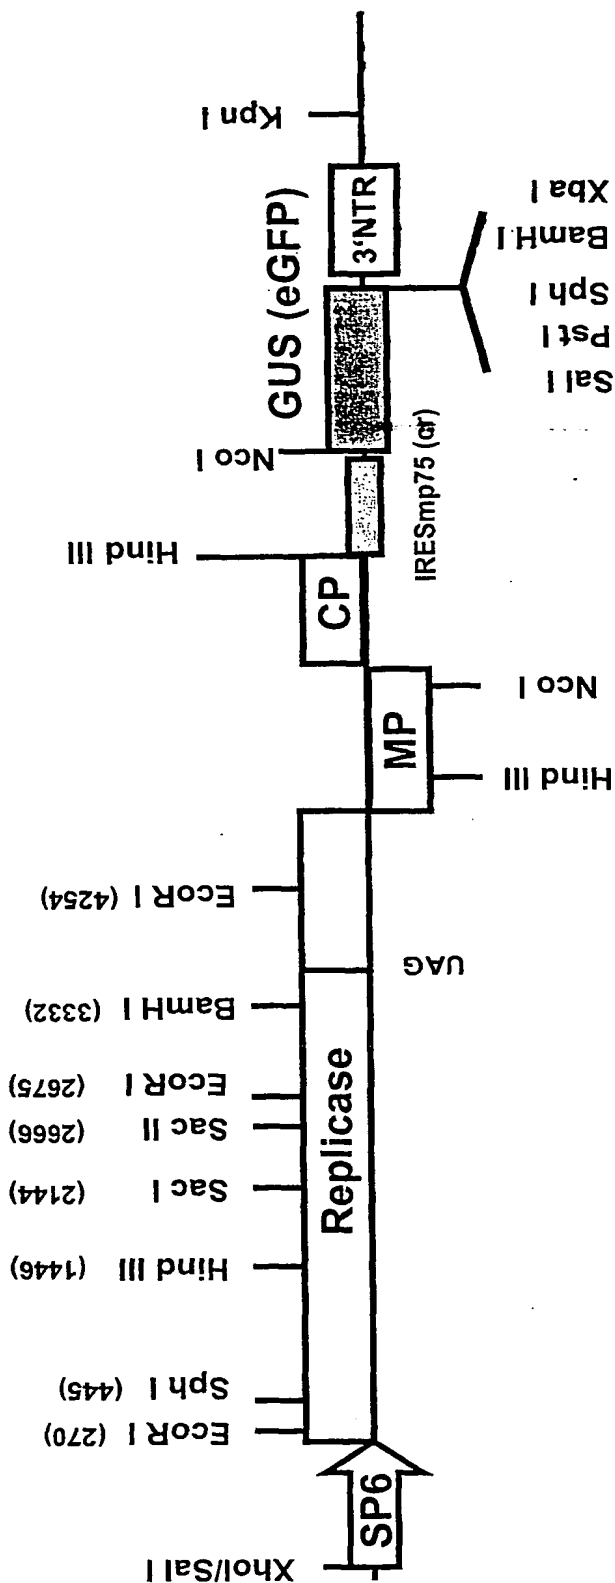 XhoI/Sal I
SP6
EcoR I (270)
Sph I (445)
Hind III (1446)
Sac I (2144)
Sac II (2666)
EcoR I (2675)
BamH I (3332)
EcoR I (4254)
Replicase
UAG
MP
Hind III
Nco I
CP
Hind III
IRESmp75 (cr)
Nco I
GUS (eGFP)
3'NTR
Kpn I
Sal I
Pst I
Sph I
BamH I
Xba I